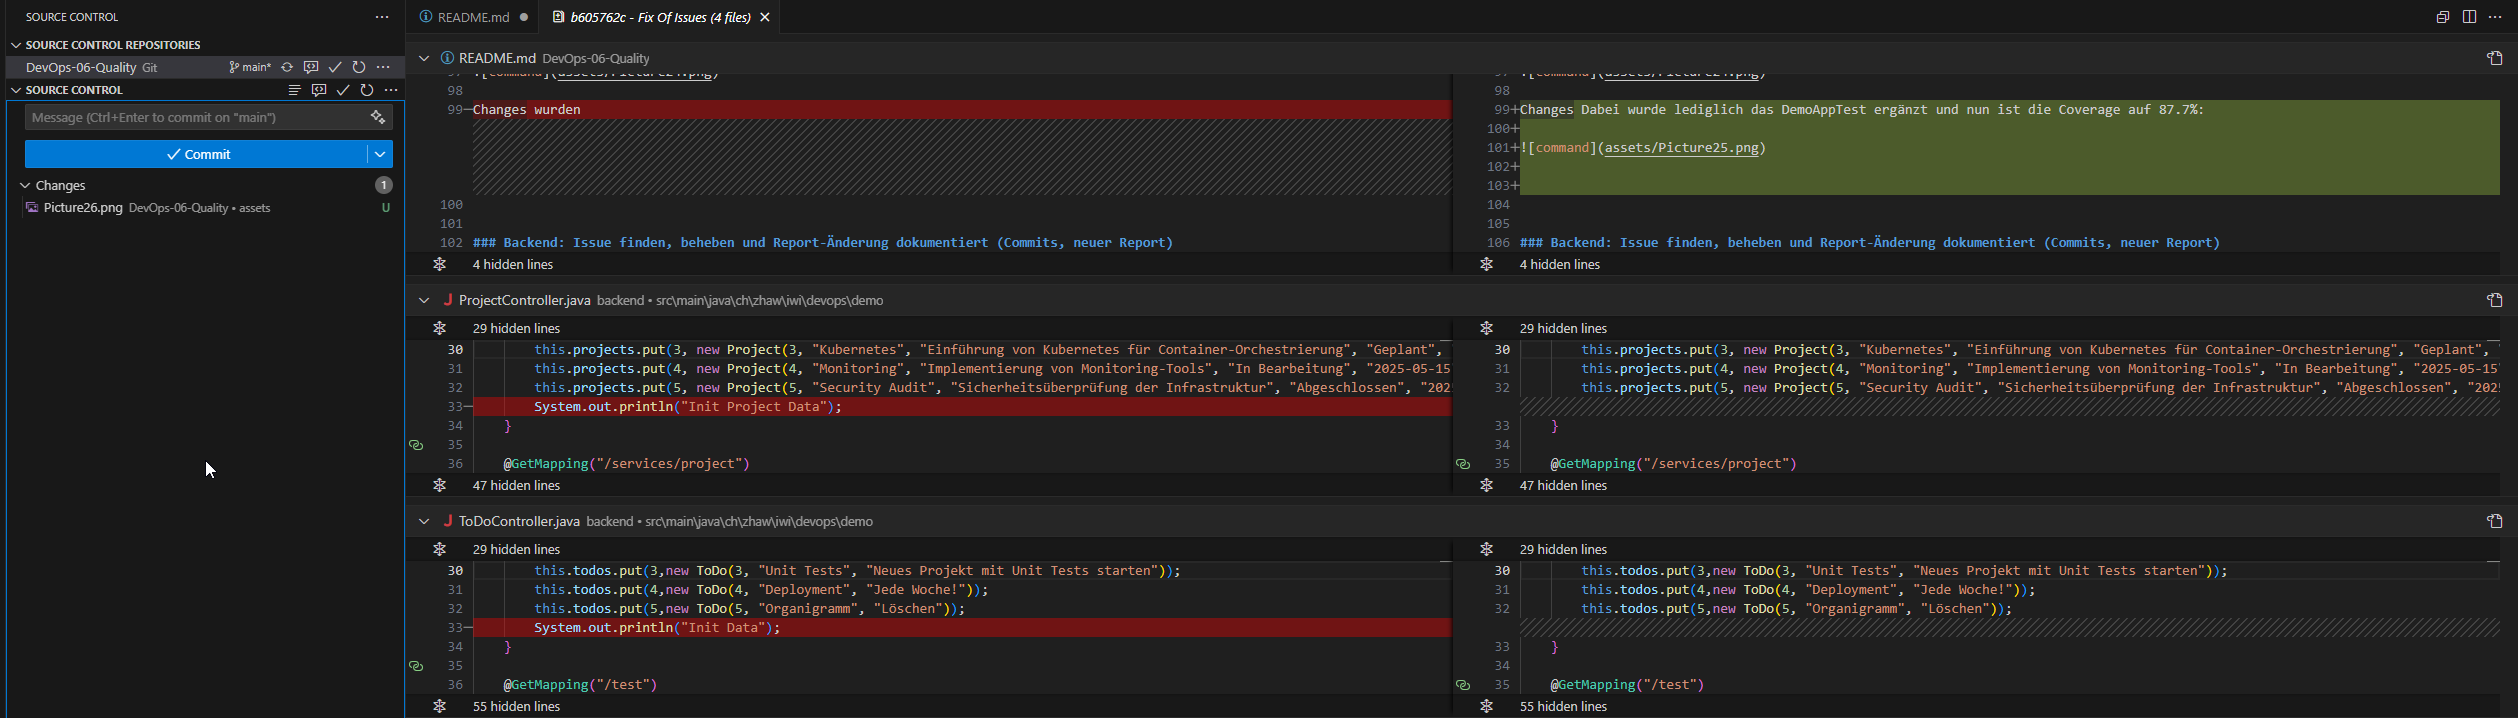 SOURCE CONTROL
SOURCE CONTROL REPOSITORIES
DevOps-06-Quality Git main*
SOURCE CONTROL
Message (Ctrl+Enter to commit on "main")
Commit
Changes 1
Picture26.png DevOps-06-Quality • assets U
README.md
b605762c - Fix Of Issues (4 files)
README.md DevOps-06-Quality
97 ![command](assets/Picture24.png)
98
99 Changes wurden
100
101
102 ### Backend: Issue finden, beheben und Report-Änderung dokumentiert (Commits, neuer Report)
4 hidden lines
97 ![command](assets/Picture24.png)
98
99+ Changes Dabei wurde lediglich das DemoAppTest ergänzt und nun ist die Coverage auf 87.7%:
100+
101+ ![command](assets/Picture25.png)
102+
103+
104
105
106 ### Backend: Issue finden, beheben und Report-Änderung dokumentiert (Commits, neuer Report)
4 hidden lines
ProjectController.java backend • src\main\java\ch\zhaw\iwi\devops\demo
29 hidden lines
30 this.projects.put(3, new Project(3, "Kubernetes", "Einführung von Kubernetes für Container-Orchestrierung", "Geplant",
31 this.projects.put(4, new Project(4, "Monitoring", "Implementierung von Monitoring-Tools", "In Bearbeitung", "2025-05-15"
32 this.projects.put(5, new Project(5, "Security Audit", "Sicherheitsüberprüfung der Infrastruktur", "Abgeschlossen", "202
33- System.out.println("Init Project Data");
34 }
35
36 @GetMapping("/services/project")
47 hidden lines
29 hidden lines
30 this.projects.put(3, new Project(3, "Kubernetes", "Einführung von Kubernetes für Container-Orchestrierung", "Geplant",
31 this.projects.put(4, new Project(4, "Monitoring", "Implementierung von Monitoring-Tools", "In Bearbeitung", "2025-05-15"
32 this.projects.put(5, new Project(5, "Security Audit", "Sicherheitsüberprüfung der Infrastruktur", "Abgeschlossen", "2025
33 }
34
35 @GetMapping("/services/project")
47 hidden lines
ToDoController.java backend • src\main\java\ch\zhaw\iwi\devops\demo
29 hidden lines
30 this.todos.put(3,new ToDo(3, "Unit Tests", "Neues Projekt mit Unit Tests starten"));
31 this.todos.put(4,new ToDo(4, "Deployment", "Jede Woche!"));
32 this.todos.put(5,new ToDo(5, "Organigramm", "Löschen"));
33- System.out.println("Init Data");
34 }
35
36 @GetMapping("/test")
55 hidden lines
29 hidden lines
30 this.todos.put(3,new ToDo(3, "Unit Tests", "Neues Projekt mit Unit Tests starten"));
31 this.todos.put(4,new ToDo(4, "Deployment", "Jede Woche!"));
32 this.todos.put(5,new ToDo(5, "Organigramm", "Löschen"));
33 }
34
35 @GetMapping("/test")
55 hidden lines